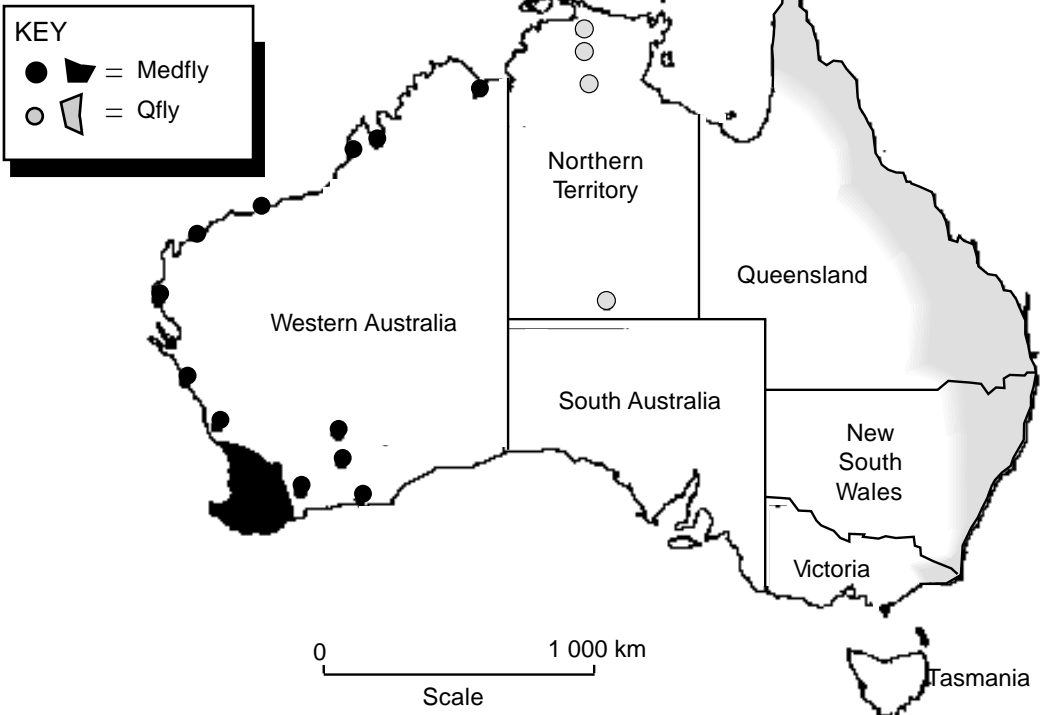 KEY
= Medfly
= Qfly
Northern
Territory
Queensland
Western Australia
South Australia
New
South
Wales
Victoria
0
1 000 km
Scale
Tasmania